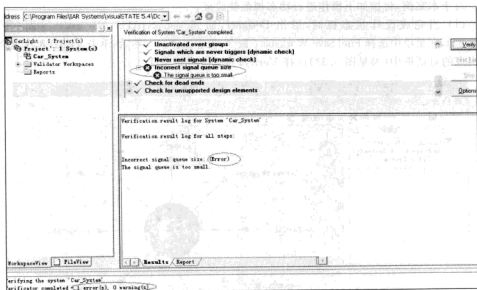 dress C:\Program Files\IAR Systems\visualSTATE 5.4\Dc
Verification of System "Car_System" completed.
CarLight : 1 Project(s)
Project': 1 System(s)
Car_System
Validator Workspaces
Reports
Unactivated event groups
Signals which are never triggers (dynamic check)
Never sent signals (dynamic check)
Incorrect signal queue size
The signal queue is too small.
Check for dead ends
Check for unsupported design elements
Verify
Options
Verification result log for System 'Car_System'
Verification result log for all steps:
Incorrect signal queue size: (Error)
The signal queue is too small.
WorkspaceView FileView
Results Report
erifying the system 'Car_System'
erificator completed <1 error(s), 0 warning(s)